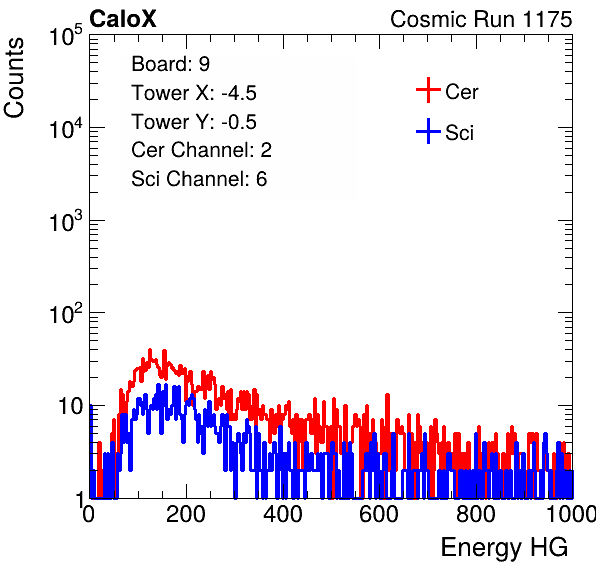 CaloX Cosmic Run 1175
10^5
Counts
Board: 9
Tower X: -4.5
Tower Y: -0.5
Cer Channel: 2
Sci Channel: 6
Cer
Sci
10^4
10^3
10^2
10
1
0 200 400 600 800 1000
Energy HG